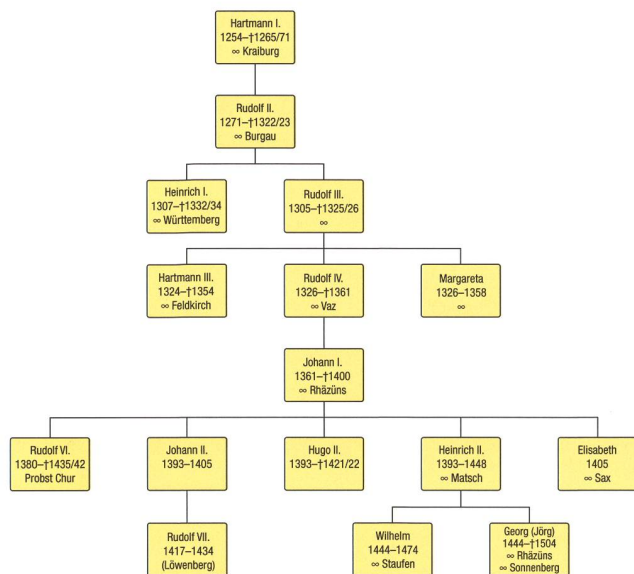 Hartmann I.
1254–†1265/71
∞ Kraiburg
Rudolf II.
1271–†1322/23
∞ Burgau
Heinrich I.
1307–†1332/34
∞ Württemberg
Rudolf III.
1305–†1325/26
∞
Hartmann III.
1324–†1354
∞ Feldkirch
Rudolf IV.
1326–†1361
∞ Vaz
Margareta
1326–1358
∞
Johann I.
1361–†1400
∞ Rhäzüns
Rudolf VI.
1380–†1435/42
Probst Chur
Johann II.
1393–1405
Hugo II.
1393–†1421/22
Heinrich II.
1393–1448
∞ Matsch
Elisabeth
1405
∞ Sax
Rudolf VII.
1417–1434
(Löwenberg)
Wilhelm
1444–1474
∞ Staufen
Georg (Jörg)
1444–†1504
∞ Rhäzüns
∞ Sonnenberg